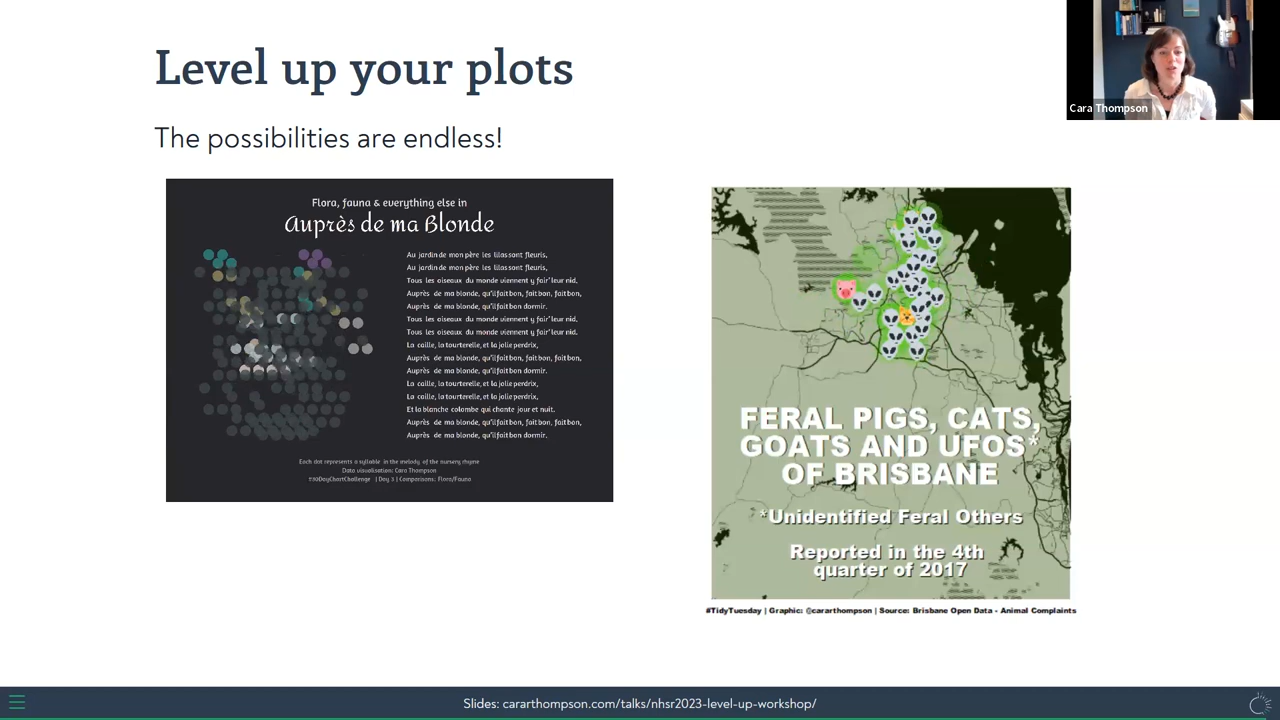 Level up your plots
Cara Thompson
The possibilities are endless!
Flora, fauna & everything else in
Auprès de ma Blonde
Au jardin de mon père les lilas sont fleuris,
Au jardin de mon père les lilas sont fleuris,
Tous les oiseaux du monde viennent y fair' leur nid.
Auprès de ma blonde, qu'il fait bon, fait bon, fait bon,
Auprès de ma blonde, qu'il fait bon dormir.
Tous les oiseaux du monde viennent y fair' leur nid,
Tous les oiseaux du monde viennent y fair' leur nid.
La caille, la tourterelle, et la jolie perdrix,
Auprès de ma blonde, qu'il fait bon, fait bon, fait bon,
Auprès de ma blonde, qu'il fait bon dormir.
La caille, la tourterelle, et la jolie perdrix,
La caille, la tourterelle, et la jolie perdrix,
Et la blanche colombe qui chante jour et nuit.
Auprès de ma blonde, qu'il fait bon, fait bon, fait bon,
Auprès de ma blonde, qu'il fait bon dormir.
Each dot represents a syllable in the melody of the nursery rhyme
Data visualisation: Cara Thompson
#30DayChartChallenge | Day 3 | Comparisons: Flora/Fauna
FERAL PIGS, CATS,
GOATS AND UFOS*
OF BRISBANE
*Unidentified Feral Others
Reported in the 4th
quarter of 2017
#TidyTuesday | Graphic: @cararthompson | Source: Brisbane Open Data - Animal Complaints
Slides: cararthompson.com/talks/nhsr2023-level-up-workshop/